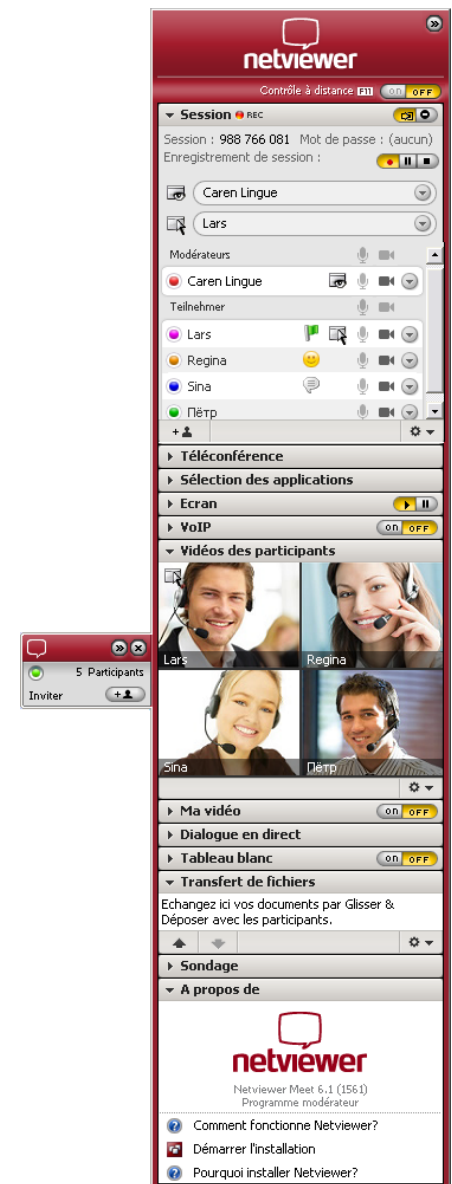 netviewer
Contrôle à distance F11 on OFF
Session REC
Session : 988 766 081 Mot de passe : (aucun)
Enregistrement de session :
Caren Lingue
Lars
Modérateurs
Caren Lingue
Teilnehmer
Lars
Regina
Sina
Пётр
Téléconférence
Sélection des applications
Ecran
VoIP on OFF
Vidéos des participants
Lars
Regina
Sina
Пётр
5 Participants
Inviter
Ma vidéo on OFF
Dialogue en direct
Tableau blanc on OFF
Transfert de fichiers
Echangez ici vos documents par Glisser &
Déposer avec les participants.
Sondage
A propos de
netviewer
Netviewer Meet 6.1 (1561)
Programme modérateur
Comment fonctionne Netviewer?
Démarrer l'installation
Pourquoi installer Netviewer?